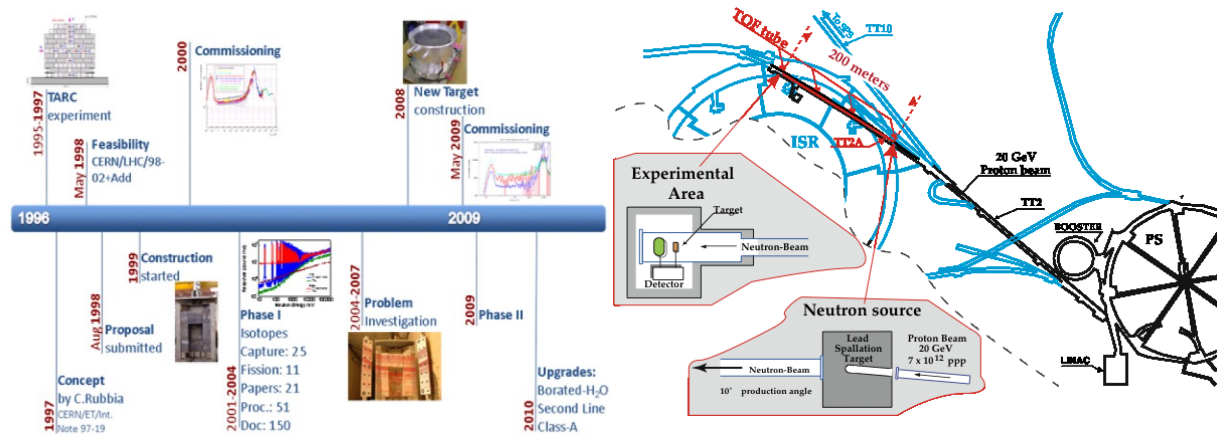 1995-1997
TARC
experiment
May 1998
Feasibility
CERN/LHC/98-
02+Add
2000
Commissioning
2008
New Target
construction
May 2009
Commissioning
1996
2009
1997
Concept
by C.Rubbia
CERN/ET/Int.
Note 97-19
Aug 1998
Proposal
submitted
1999
Construction
started
2001-2004
Phase I
Isotopes
Capture: 25
Fission: 11
Papers: 21
Proc.: 51
Doc: 150
2004-2007
Problem
Investigation
2009
Phase II
2010
Upgrades:
Borated-H₂O
Second Line
Class-A
TOF tube
To SPS
TT10
200 meters
ISR
TT2A
20 GeV
Proton beam
TT2
BOOSTER
PS
LINAC
Experimental
Area
Target
Neutron-Beam
Detector
Neutron source
Lead
Spallation
Target
Proton Beam
20 GeV
7 x 10¹² ppp
Neutron-Beam
10° production angle